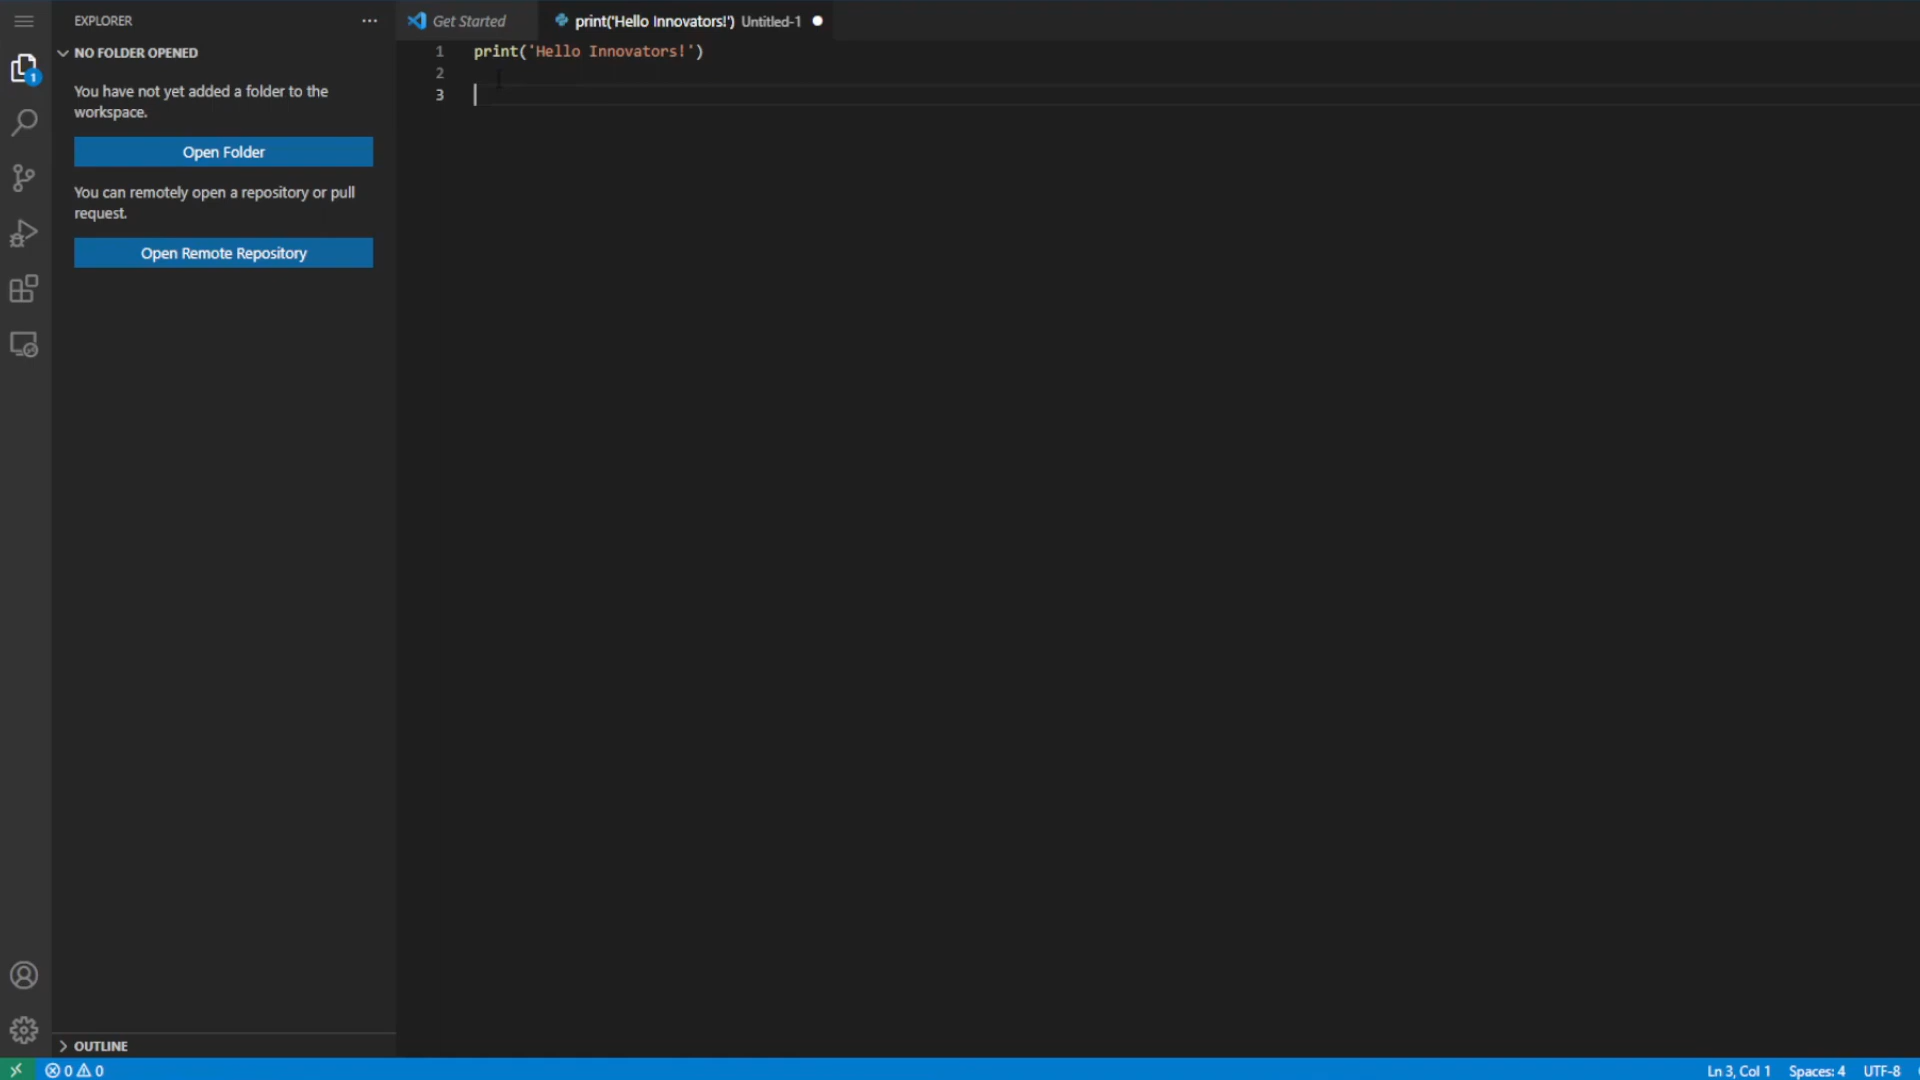 EXPLORER
NO FOLDER OPENED
You have not yet added a folder to the
workspace.
Open Folder
You can remotely open a repository or pull
request.
Open Remote Repository
1
OUTLINE
Get Started
print('Hello Innovators!') Untitled-1
1 print('Hello Innovators!')
2
3
0 0
Ln 3, Col 1 Spaces: 4 UTF-8